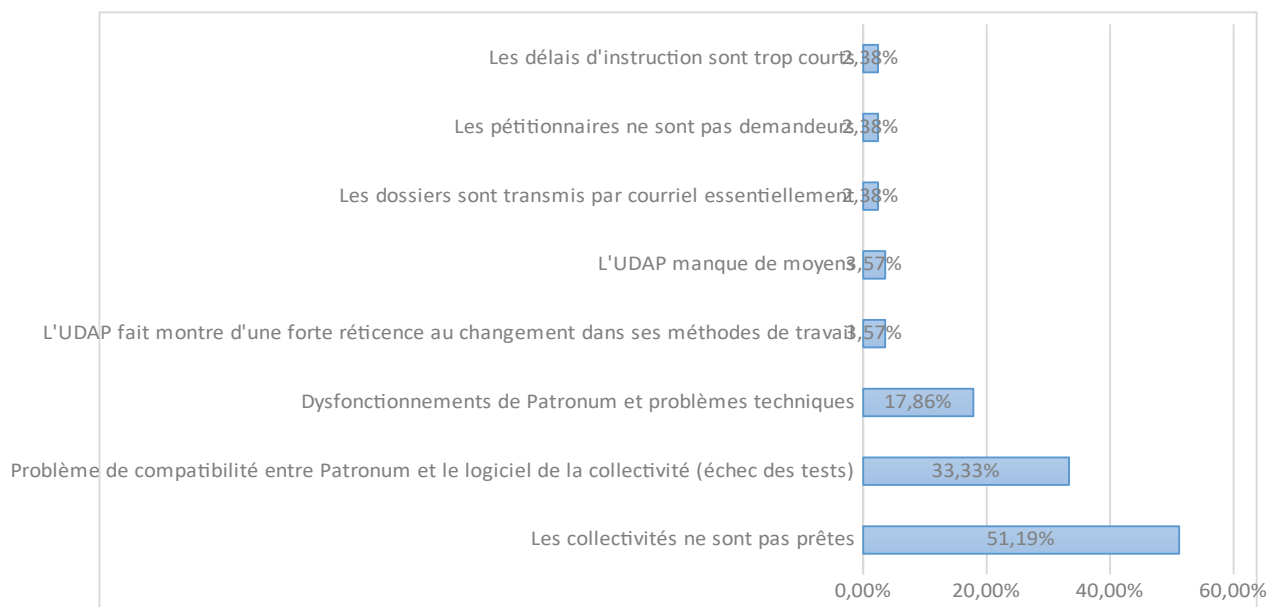 Les délais d'instruction sont trop courts 2,38%
Les pétitionnaires ne sont pas demandeurs 2,38%
Les dossiers sont transmis par courriel essentiellement 2,38%
L'UDAP manque de moyens 3,57%
L'UDAP fait montre d'une forte réticence au changement dans ses méthodes de travail 3,57%
Dysfonctionnements de Patronum et problèmes techniques 17,86%
Problème de compatibilité entre Patronum et le logiciel de la collectivité (échec des tests) 33,33%
Les collectivités ne sont pas prêtes 51,19%
0,00% 20,00% 40,00% 60,00%